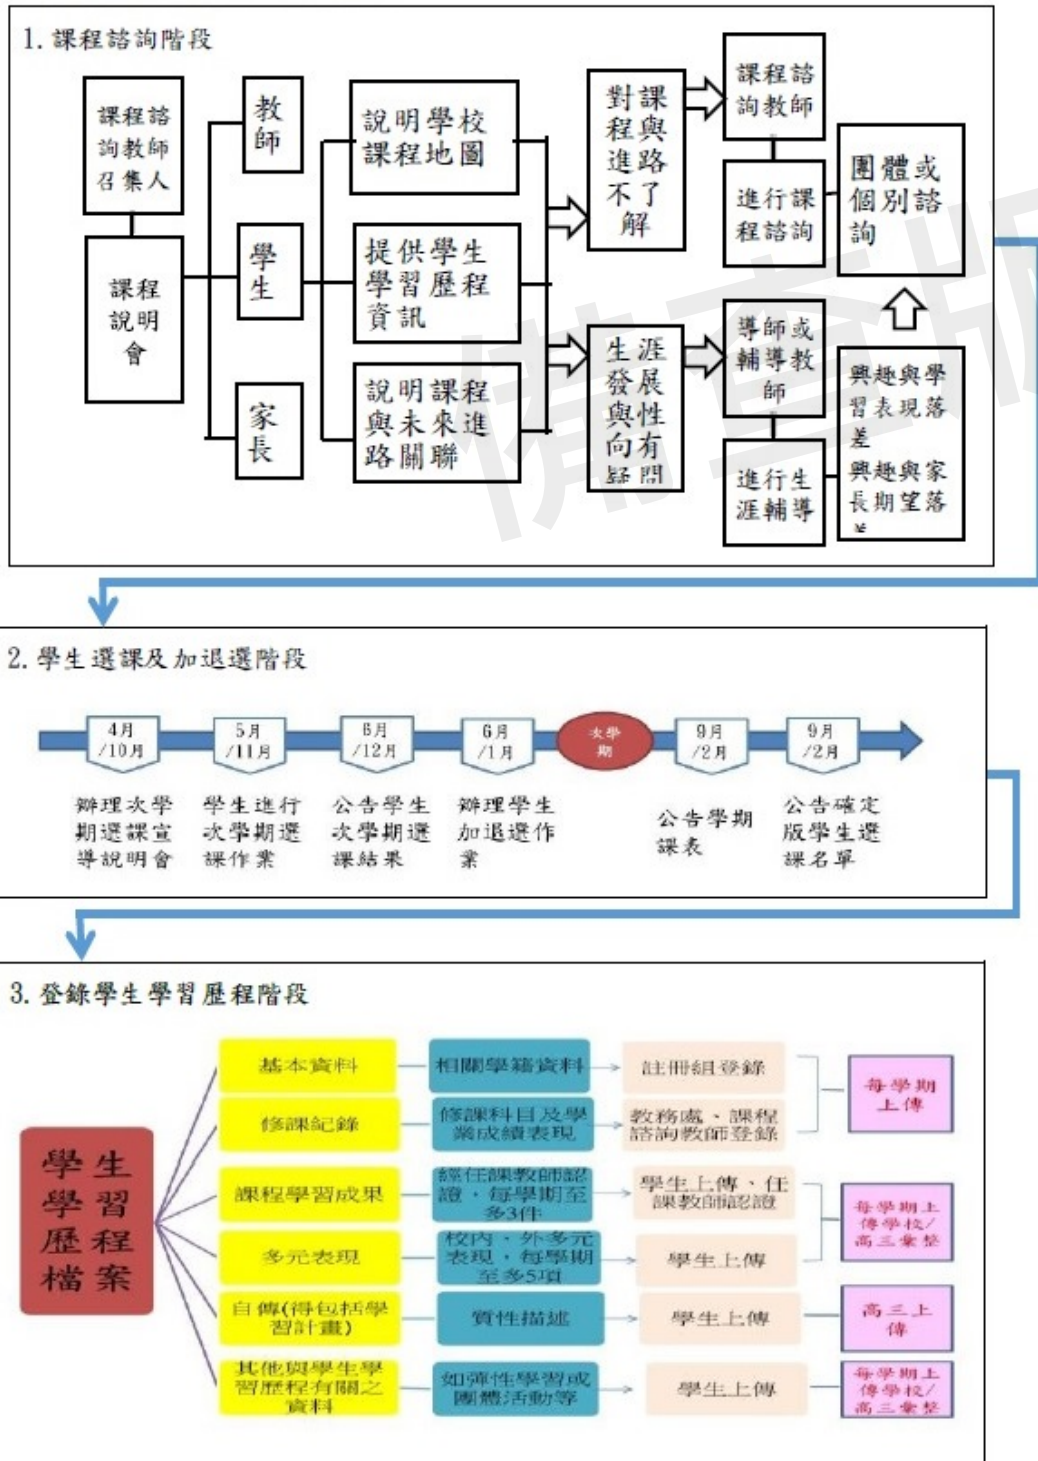 1. 課程諮詢階段
課程諮
詢教師
召集人
課程
說明
會
教
師
學
生
家
長
說明學校
課程地圖
提供學生
學習歷程
資訊
說明課程
與未來進
路關聯
對課
程與
進路
不了
解
生涯
發展
與性
向有
疑問
課程諮
詢教師
進行課
程諮詢
團體或
個別諮
詢
導師或
輔導教
師
進行生
涯輔導
興趣與學
習表現落
差
興趣與家
長期望落
備查版
2. 學生選課及加退選階段
4月
/10月
5月
/11月
6月
/12月
6月
/1月
次學
期
9月
/2月
9月
/2月
辦理次學
期選課宣
導說明會
學生進行
次學期選
課作業
公告學生
次學期選
課結果
辦理學生
加退選作
業
公告學期
課表
公告確定
版學生選
課名單
3. 登錄學生學習歷程階段
學生
學習
歷程
檔案
基本資料
相關學籍資料
註冊組登錄
修課紀錄
修課科目及學
業成績表現
教務處、課程
諮詢教師登錄
每學期
上傳
課程學習成果
經任課教師認
證，每學期至
多3件
學生上傳、任
課教師認證
多元表現
校內、外多元
表現，每學期
至多5項
學生上傳
每學期上
傳學校/
高三彙整
自傳(得包括學
習計畫)
質性描述
學生上傳
高三上
傳
其他與學生學
習歷程有關之
資料
如彈性學習或
團體活動等
學生上傳
每學期上
傳學校/
高三彙整